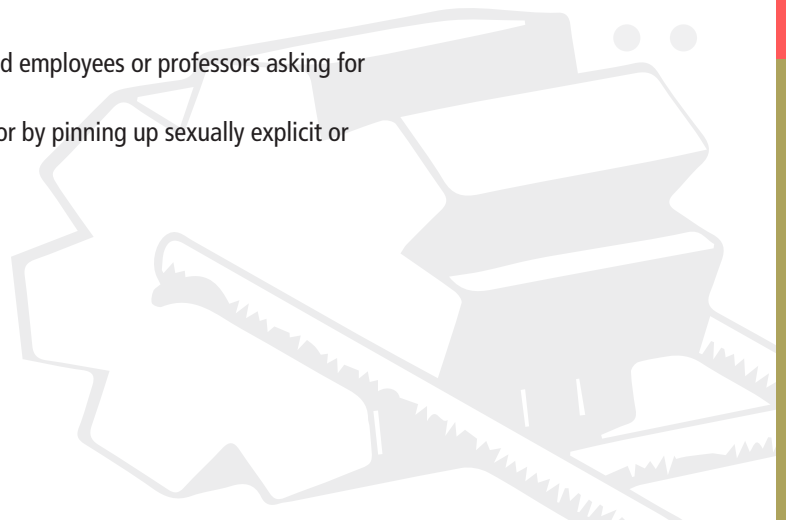 d employees or professors asking for
or by pinning up sexually explicit or